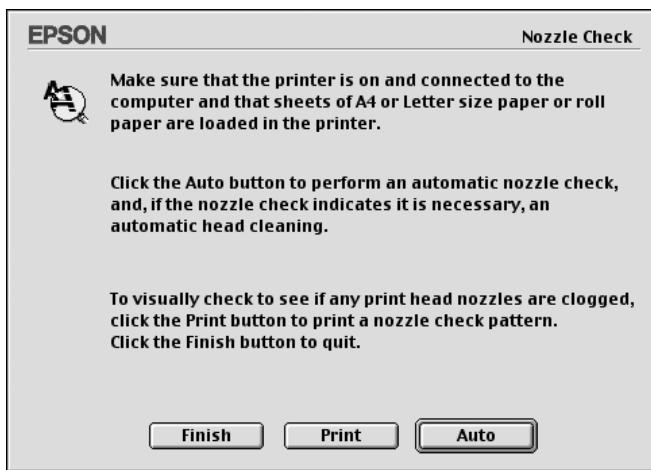 EPSON
Nozzle Check
Make sure that the printer is on and connected to the
computer and that sheets of A4 or Letter size paper or roll
paper are loaded in the printer.
Click the Auto button to perform an automatic nozzle check,
and, if the nozzle check indicates it is necessary, an
automatic head cleaning.
To visually check to see if any print head nozzles are clogged,
click the Print button to print a nozzle check pattern.
Click the Finish button to quit.
Finish
Print
Auto